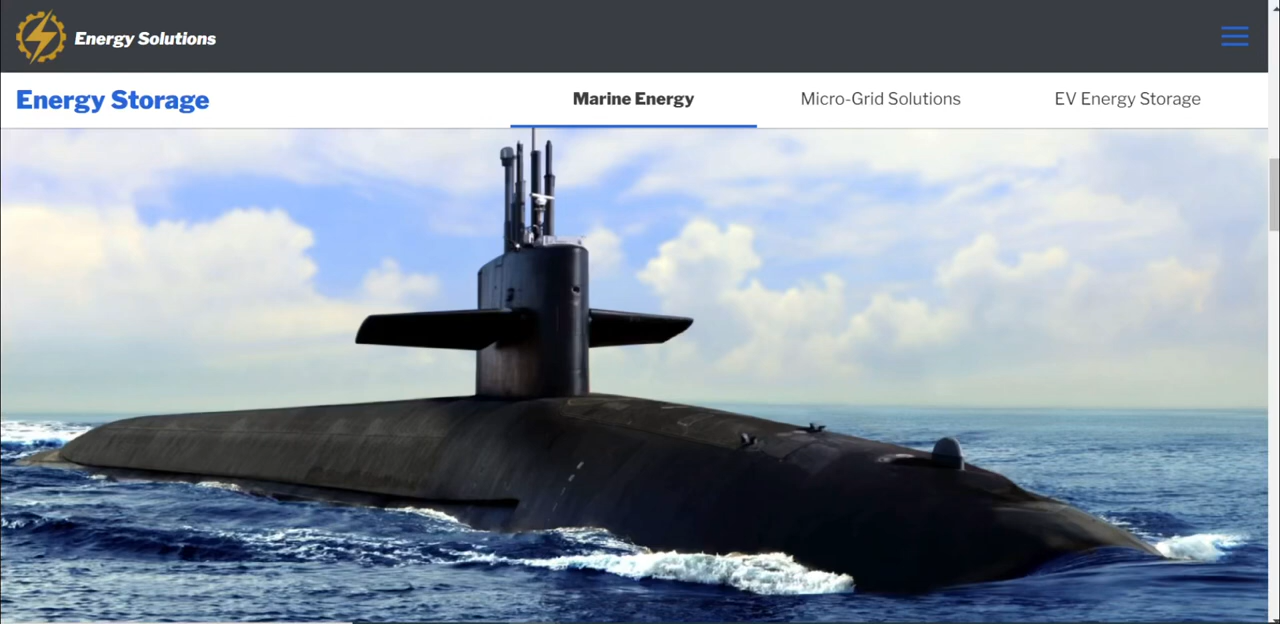 Energy Solutions
Energy Storage
Marine Energy
Micro-Grid Solutions
EV Energy Storage